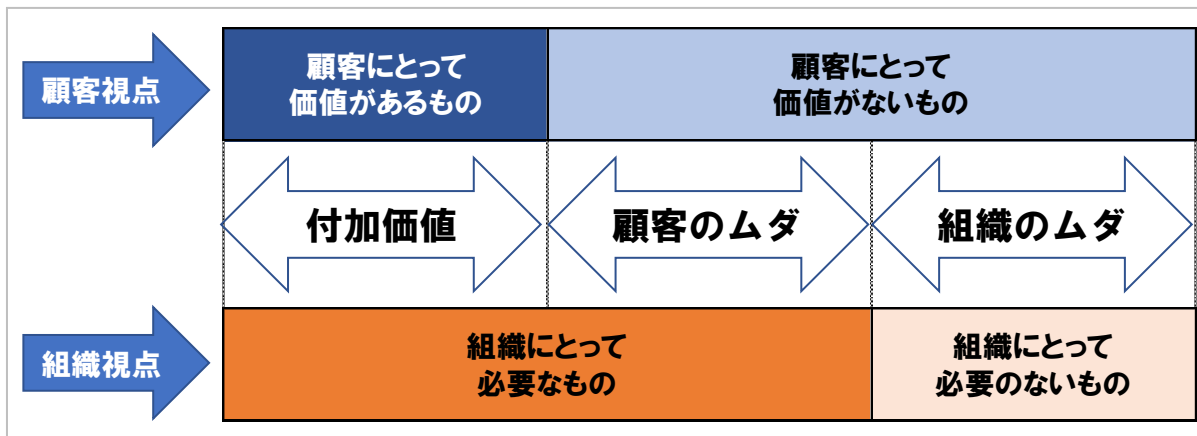 顧客視点
顧客にとって
価値があるもの
顧客にとって
価値がないもの
付加価値
顧客のムダ
組織のムダ
組織視点
組織にとって
必要なもの
組織にとって
必要のないもの